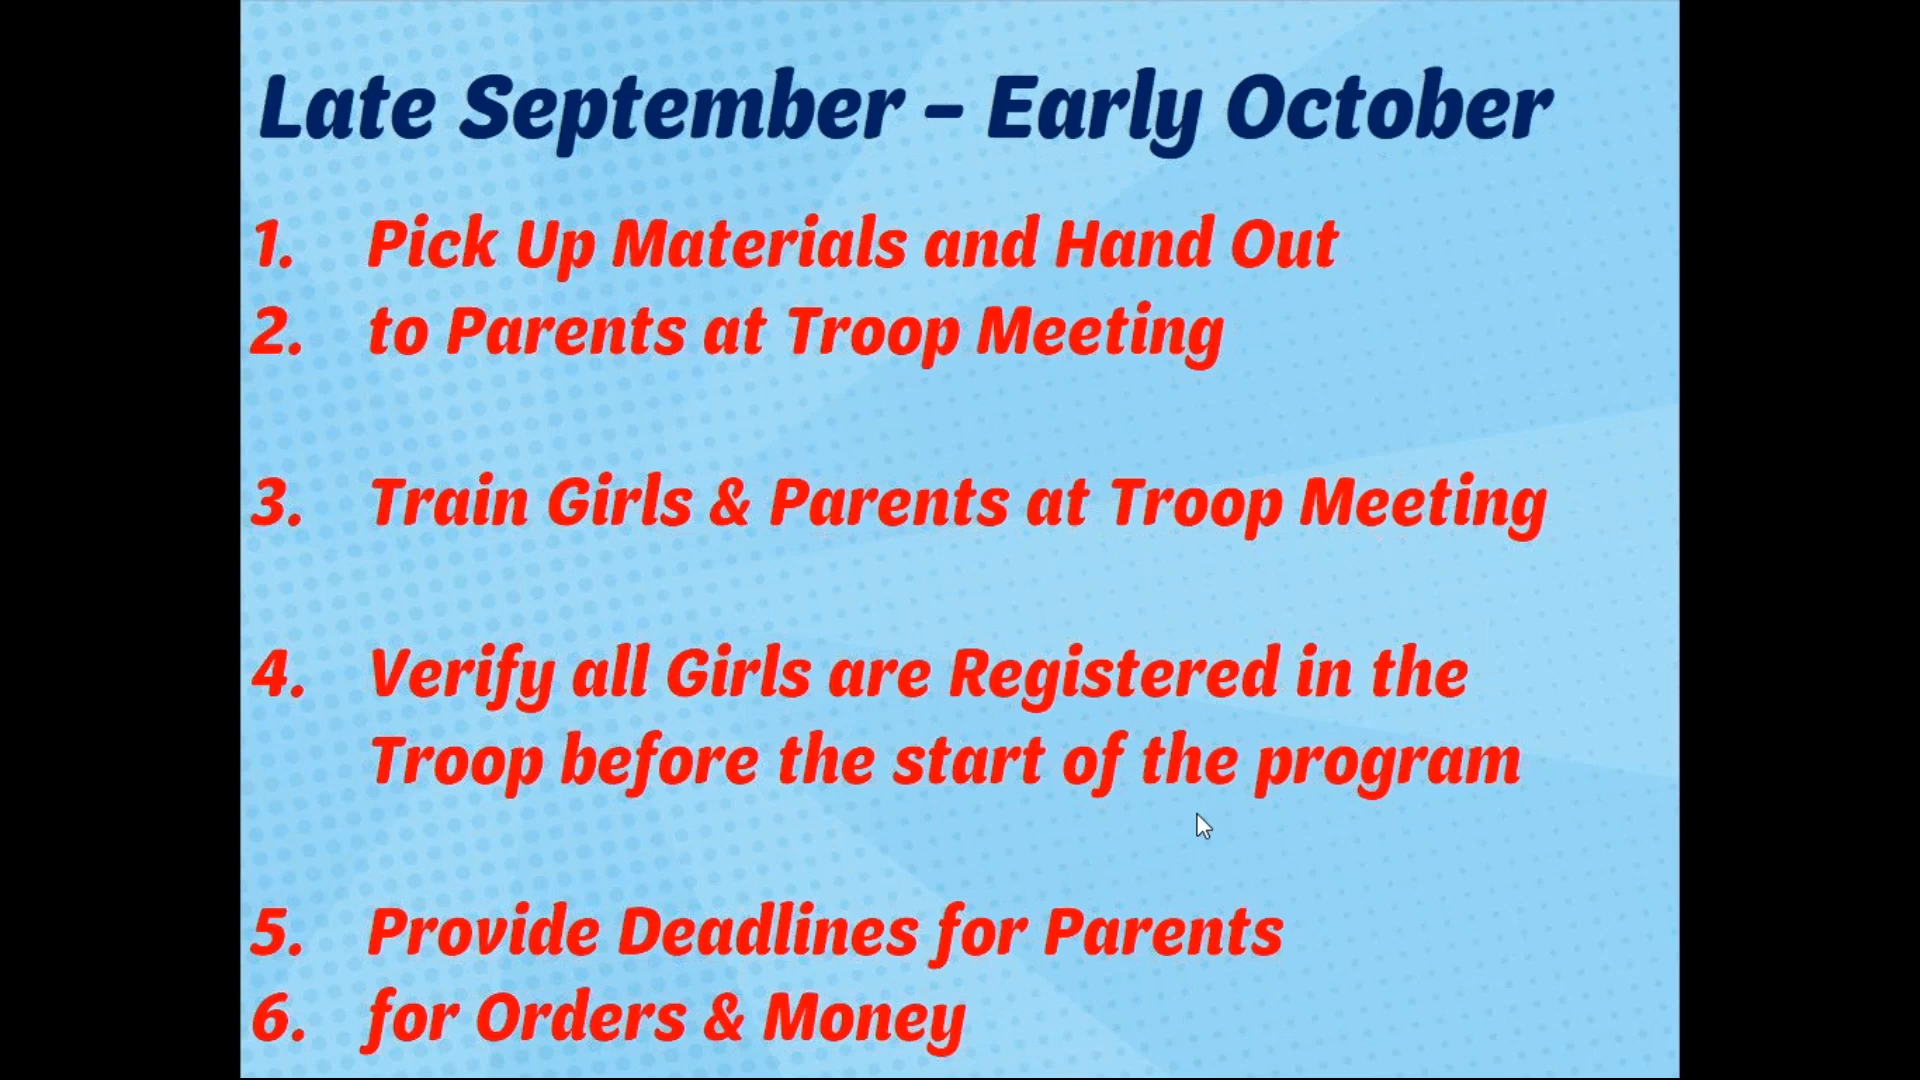 Late September – Early October
1. Pick Up Materials and Hand Out
2. to Parents at Troop Meeting
3. Train Girls & Parents at Troop Meeting
4. Verify all Girls are Registered in the
Troop before the start of the program
5. Provide Deadlines for Parents
6. for Orders & Money